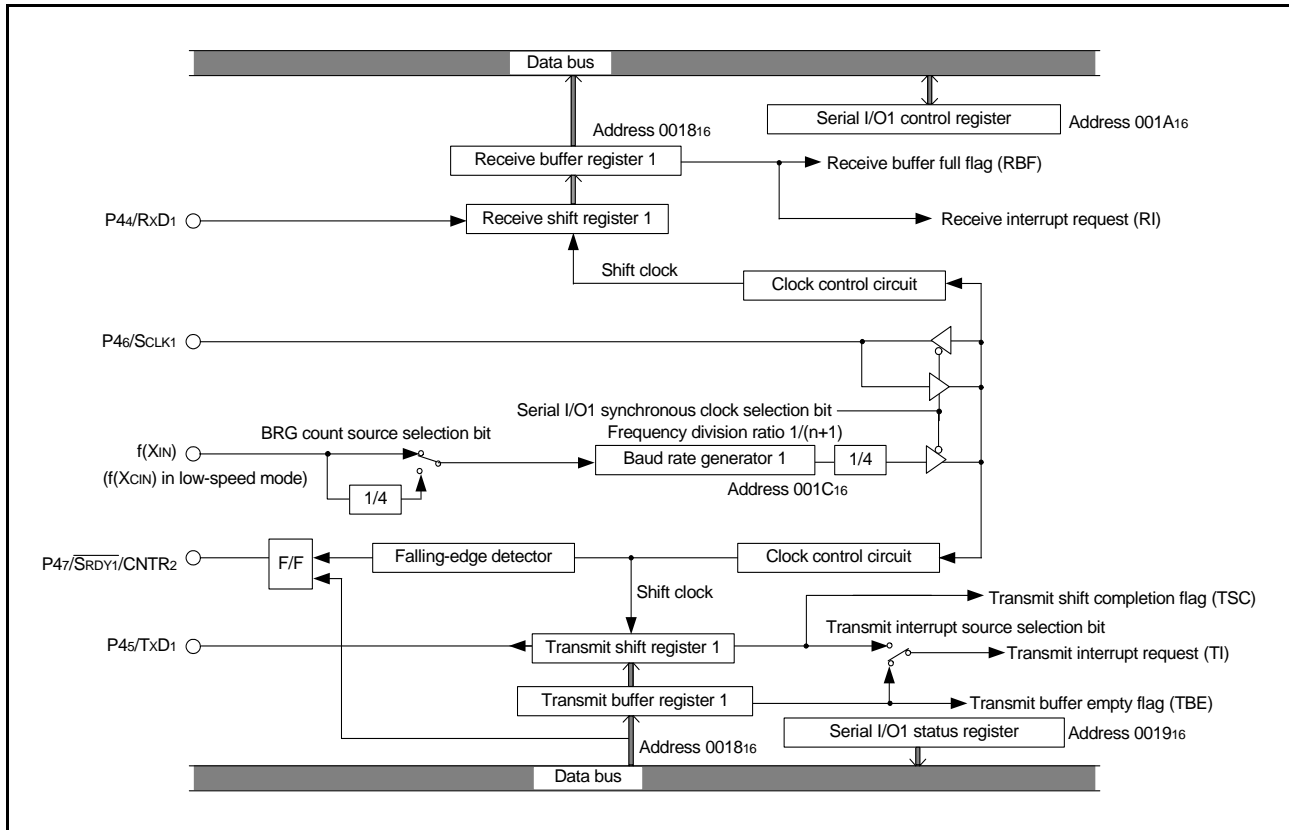 Data bus
Serial I/O1 control register
Address 001A16
Address 001816
Receive buffer register 1
Receive buffer full flag (RBF)
P44/RXD1
Receive shift register 1
Receive interrupt request (RI)
Shift clock
Clock control circuit
P46/SCLK1
Serial I/O1 synchronous clock selection bit
BRG count source selection bit
Frequency division ratio 1/(n+1)
f(XIN)
Baud rate generator 1
1/4
(f(XCIN) in low-speed mode)
1/4
Address 001C16
P47/SRDY1/CNTR2
F/F
Falling-edge detector
Clock control circuit
Shift clock
Transmit shift completion flag (TSC)
P45/TXD1
Transmit shift register 1
Transmit interrupt source selection bit
Transmit interrupt request (TI)
Transmit buffer register 1
Transmit buffer empty flag (TBE)
Address 001816
Serial I/O1 status register
Address 001916
Data bus